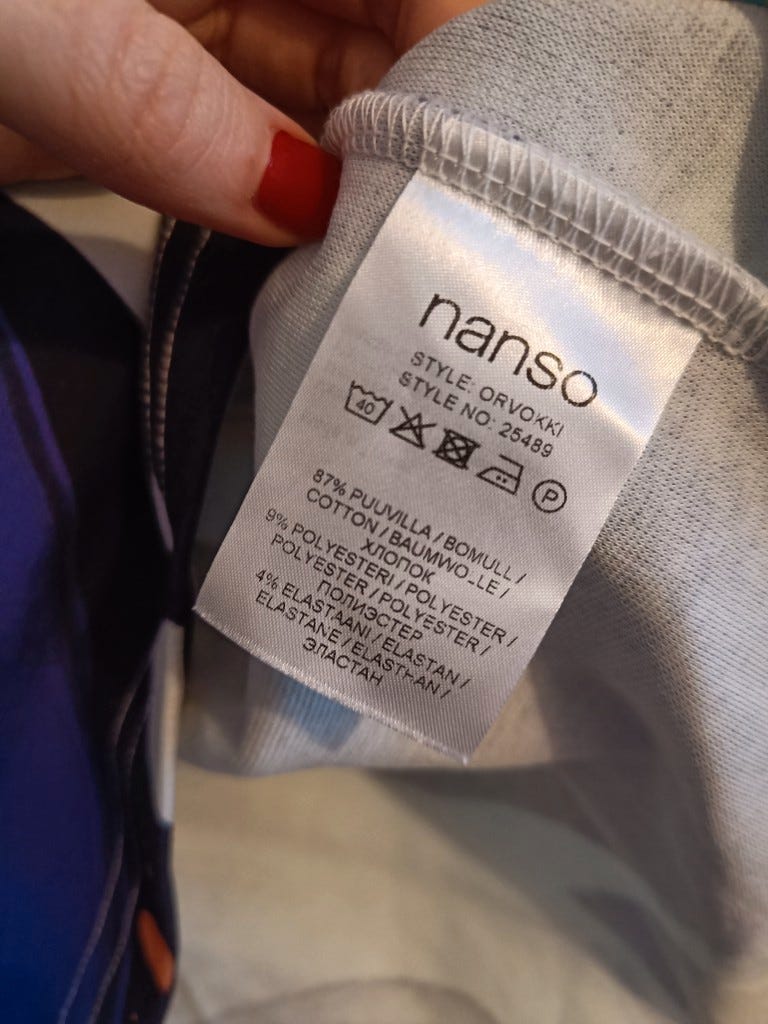 nanso
STYLE: ORVOKKI
STYLE NO: 25489
40
P
87% PUUVILLA / BOMULL /
COTTON / BAUMWOLLE /
ХЛОПОК
9% POLYESTERI / POLYESTER /
POLYESTER / POLYESTER /
ПОЛИЭСТЕР
4% ELASTAANI / ELASTAN /
ELASTANE / ELASTHAN /
ЭЛАСТАН